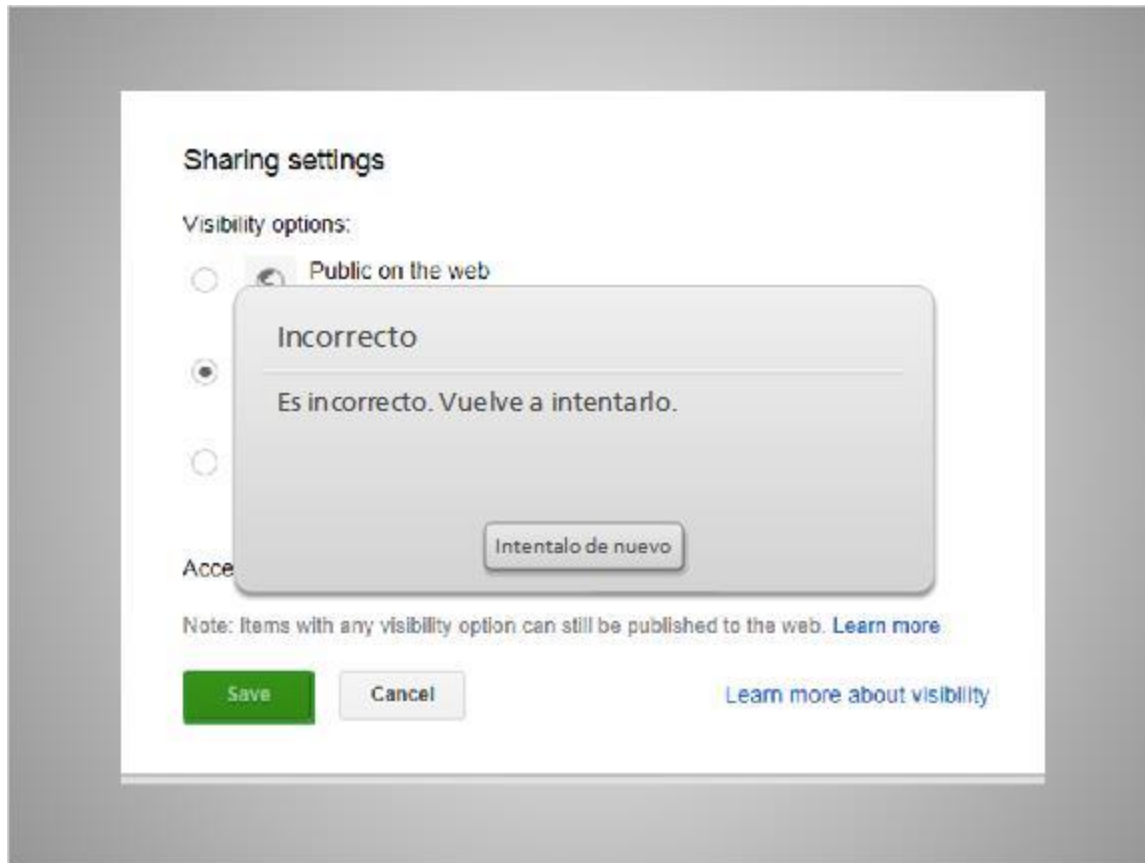 Sharing settings
Visibility options:
Public on the web
Incorrecto
Es incorrecto. Vuelve a intentarlo.
Intentalo de nuevo
Acce
Note: Items with any visibility option can still be published to the web. Learn more
Save
Cancel
Learn more about visibility